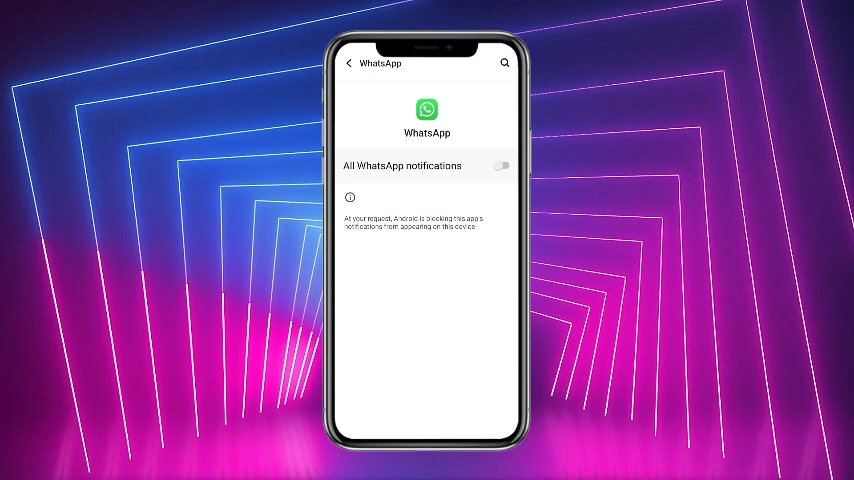 WhatsApp
WhatsApp
All WhatsApp notifications
At your request, Android is blocking this app's
notifications from appearing on this device